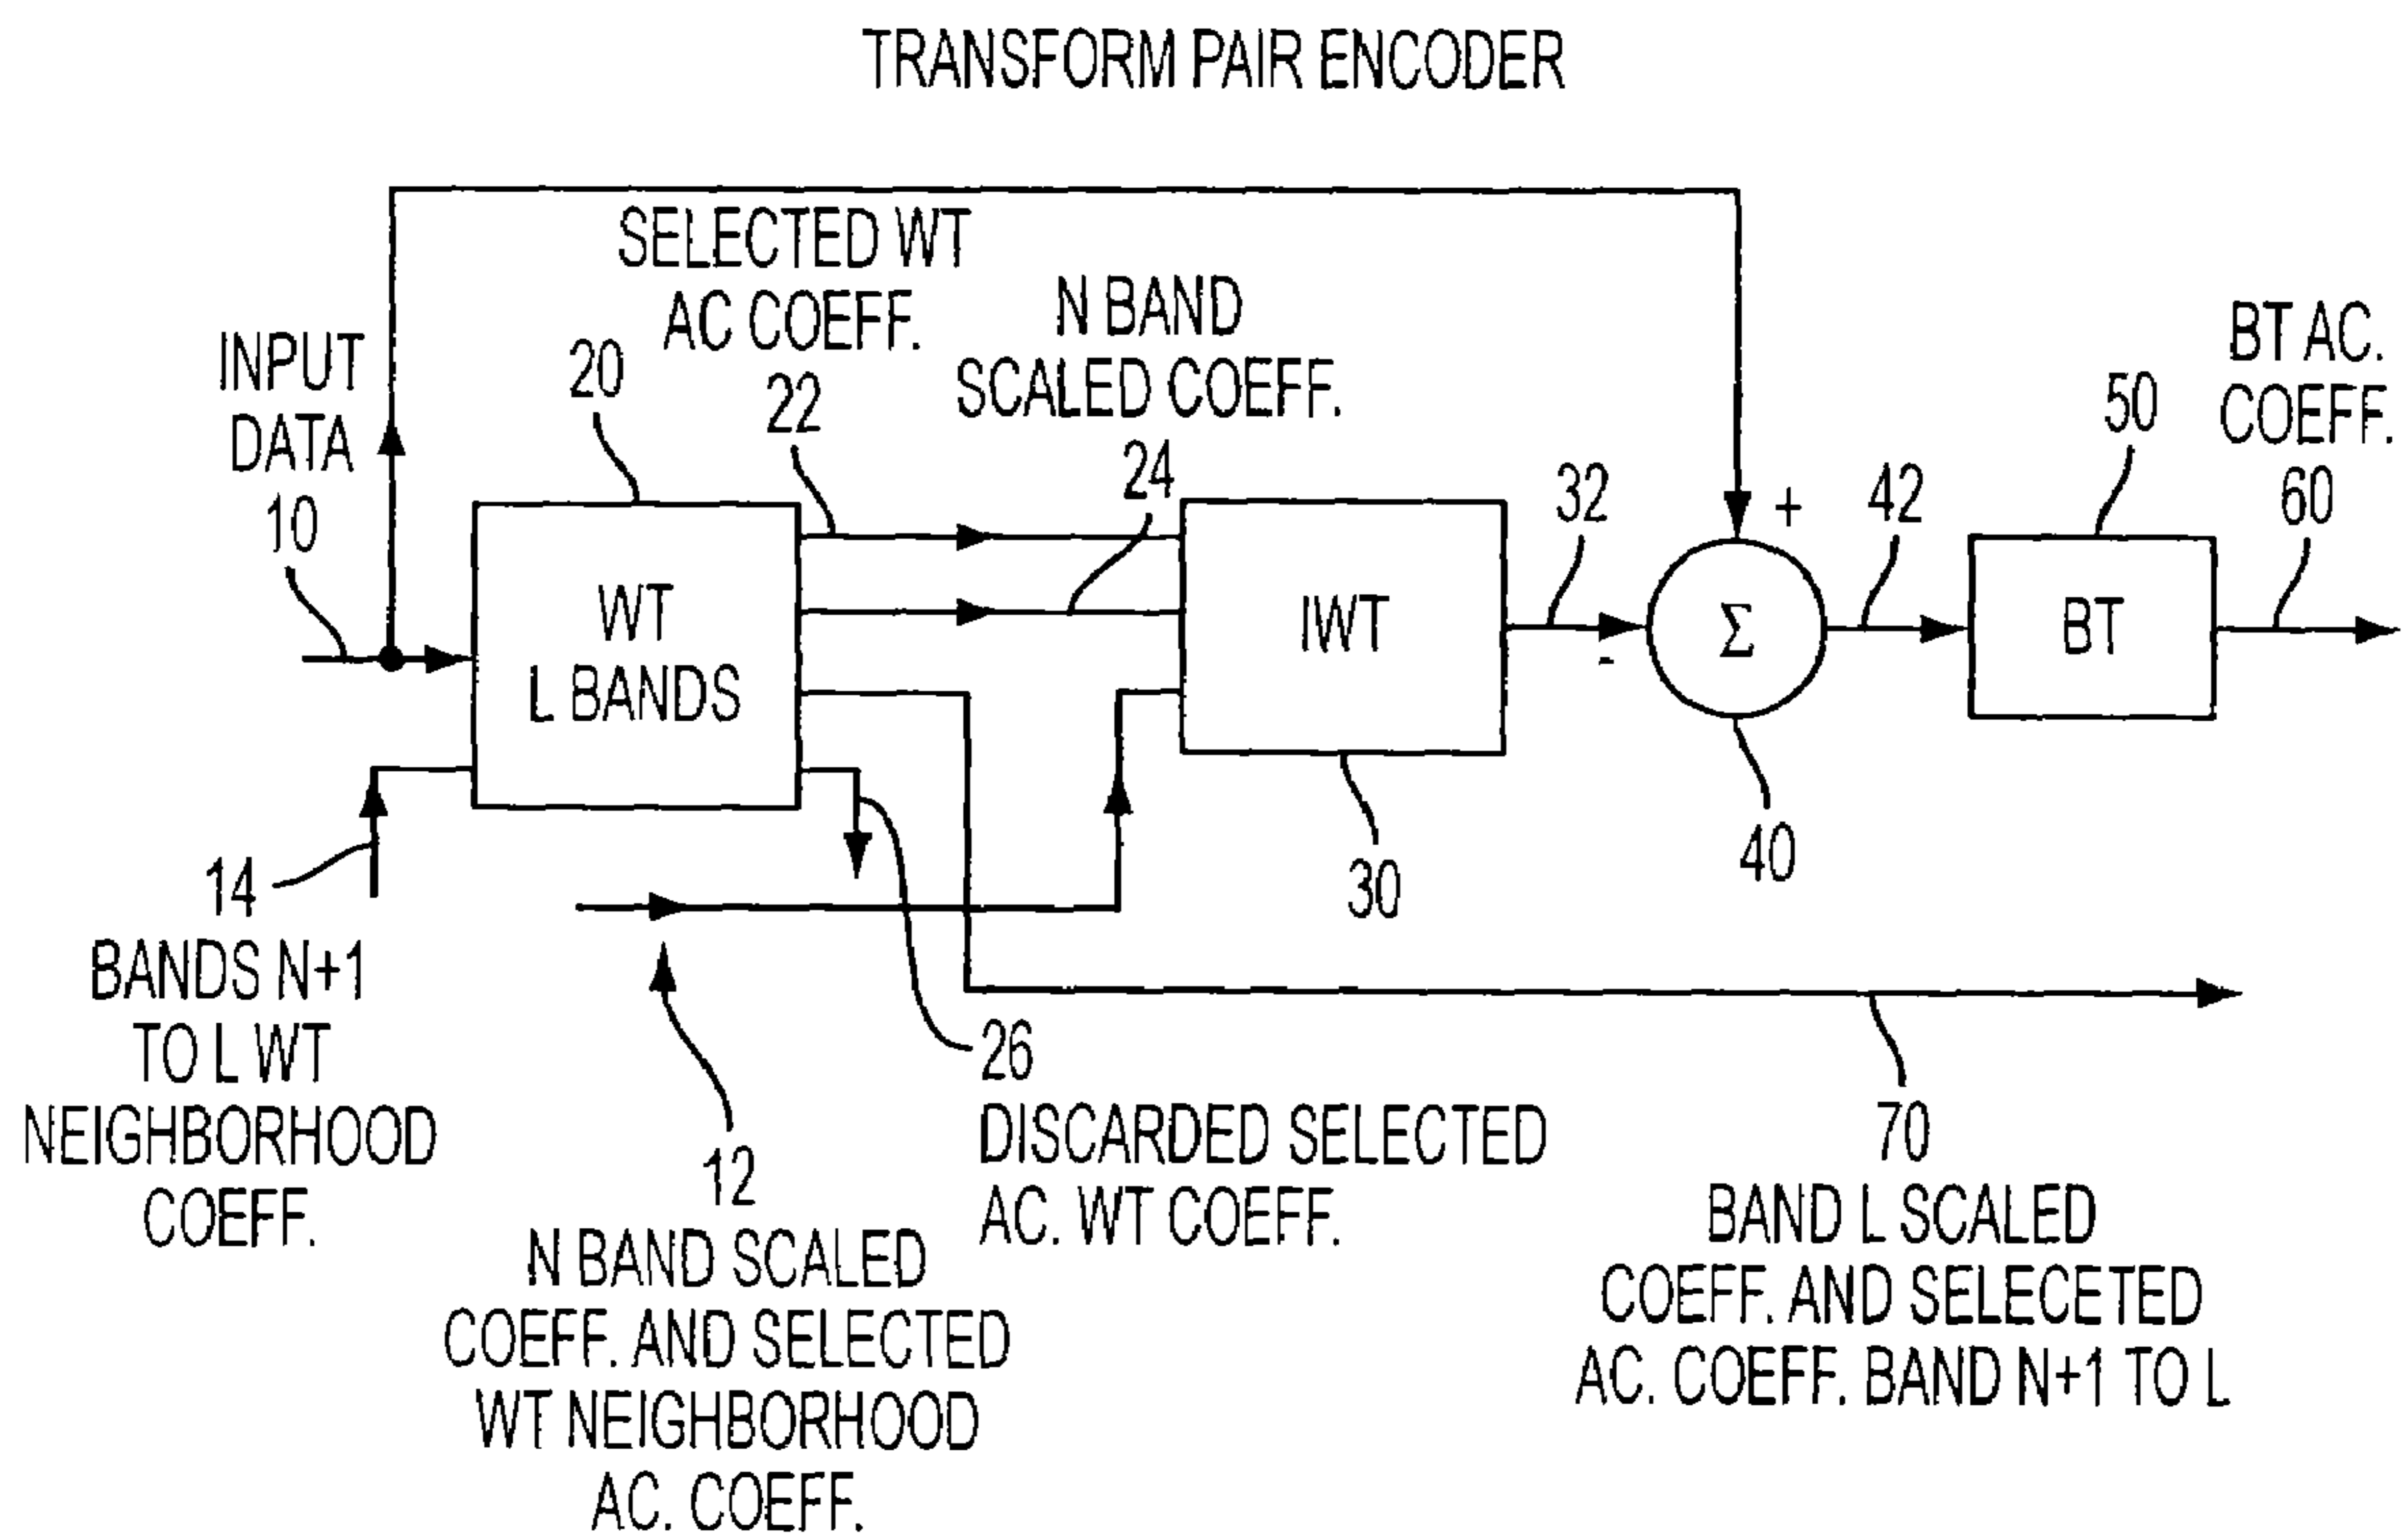 TRANSFORM PAIR ENCODER
INPUT
DATA
10
20
SELECTED WT
AC COEFF.
22
N BAND
SCALED COEFF.
24
32
+
-
42
50
BT AC.
COEFF.
60
WT
L BANDS
IWT
Σ
BT
14
BANDS N+1
TO L WT
NEIGHBORHOOD
COEFF.
30
40
12
N BAND SCALED
COEFF. AND SELECTED
WT NEIGHBORHOOD
AC. COEFF.
26
DISCARDED SELECTED
AC. WT COEFF.
70
BAND L SCALED
COEFF. AND SELECETED
AC. COEFF. BAND N+1 TO L